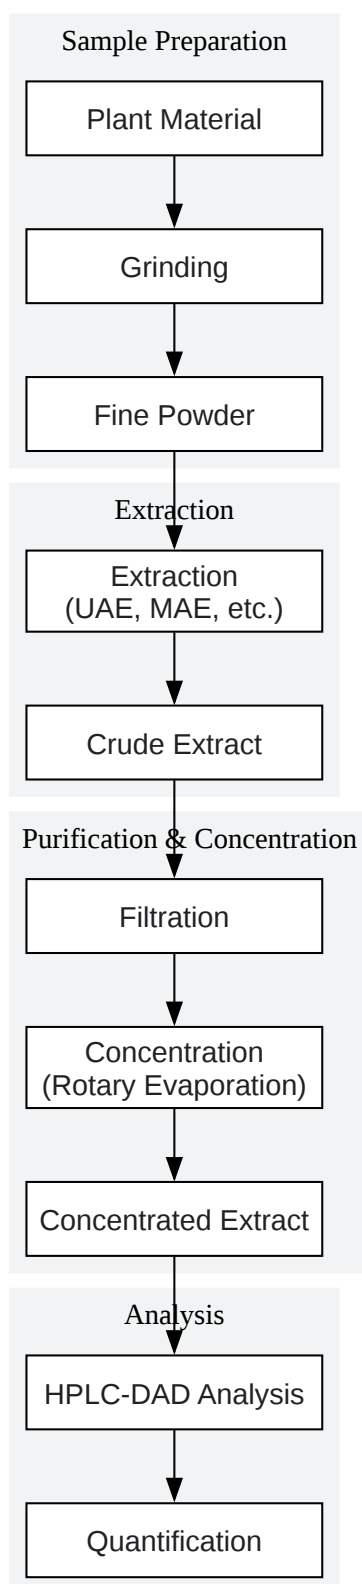 Sample Preparation
Plant Material
Grinding
Fine Powder
Extraction
Extraction
(UAE, MAE, etc.)
Crude Extract
Purification & Concentration
Filtration
Concentration
(Rotary Evaporation)
Concentrated Extract
Analysis
HPLC-DAD Analysis
Quantification